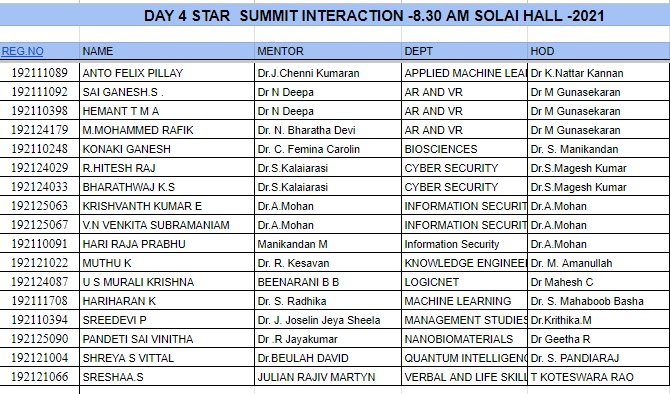 DAY 4 STAR SUMMIT INTERACTION -8.30 AM SOLAI HALL -2021
REG.NO NAME MENTOR DEPT HOD
192111089 ANTO FELIX PILLAY Dr.J.Chenni Kumaran APPLIED MACHINE LEA Dr K.Nattar Kannan
192111092 SAI GANESH.S . Dr N Deepa AR AND VR Dr M Gunasekaran
192110398 HEMANT T M A Dr N Deepa AR AND VR Dr M Gunasekaran
192124179 M.MOHAMMED RAFIK Dr. N. Bharatha Devi AR AND VR Dr M Gunasekaran
192110248 KONAKI GANESH Dr. C. Femina Carolin BIOSCIENCES Dr. S. Manikandan
192124029 R.HITESH RAJ Dr.S.Kalaiarasi CYBER SECURITY Dr.S.Magesh Kumar
192124033 BHARATHWAJ K.S Dr.S.Kalaiarasi CYBER SECURITY Dr.S.Magesh Kumar
192125063 KRISHVANTH KUMAR E Dr.A.Mohan INFORMATION SECURIT Dr.A.Mohan
192125067 V.N VENKITA SUBRAMANIAM Dr.A.Mohan INFORMATION SECURIT Dr.A.Mohan
192110091 HARI RAJA PRABHU Manikandan M Information Security Dr.A.Mohan
192121022 MUTHU K Dr. R. Kesavan KNOWLEDGE ENGINEE Dr. M. Amanullah
192124087 U S MURALI KRISHNA BEENARANI B B LOGICNET Dr Mahesh C
192111708 HARIHARAN K Dr. S. Radhika MACHINE LEARNING Dr. S. Mahaboob Basha
192110394 SREEDEVI P Dr. J. Joselin Jeya Sheela MANAGEMENT STUDIES Dr.Krithika.M
192125090 PANDETI SAI VINITHA Dr .R Jayakumar NANOBIOMATERIALS Dr Geetha R
192121004 SHREYA S VITTAL Dr.BEULAH DAVID QUANTUM INTELLIGENC Dr. S. PANDIARAJ
192121066 SRESHAA.S JULIAN RAJIV MARTYN VERBAL AND LIFE SKILL T KOTESWARA RAO